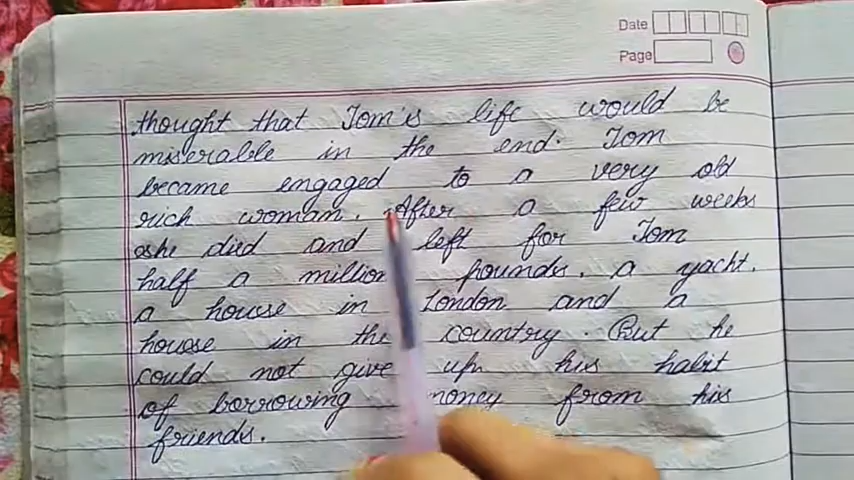 Date
Page
thought that Tom's life would be
miserable in the end. Tom
became engaged to a very old
rich woman. After a few weeks
she died and left for Tom
half a million pounds. a yacht.
a house in London and a
house in the country. But he
could not give up his habit
of borrowing money from his
friends.